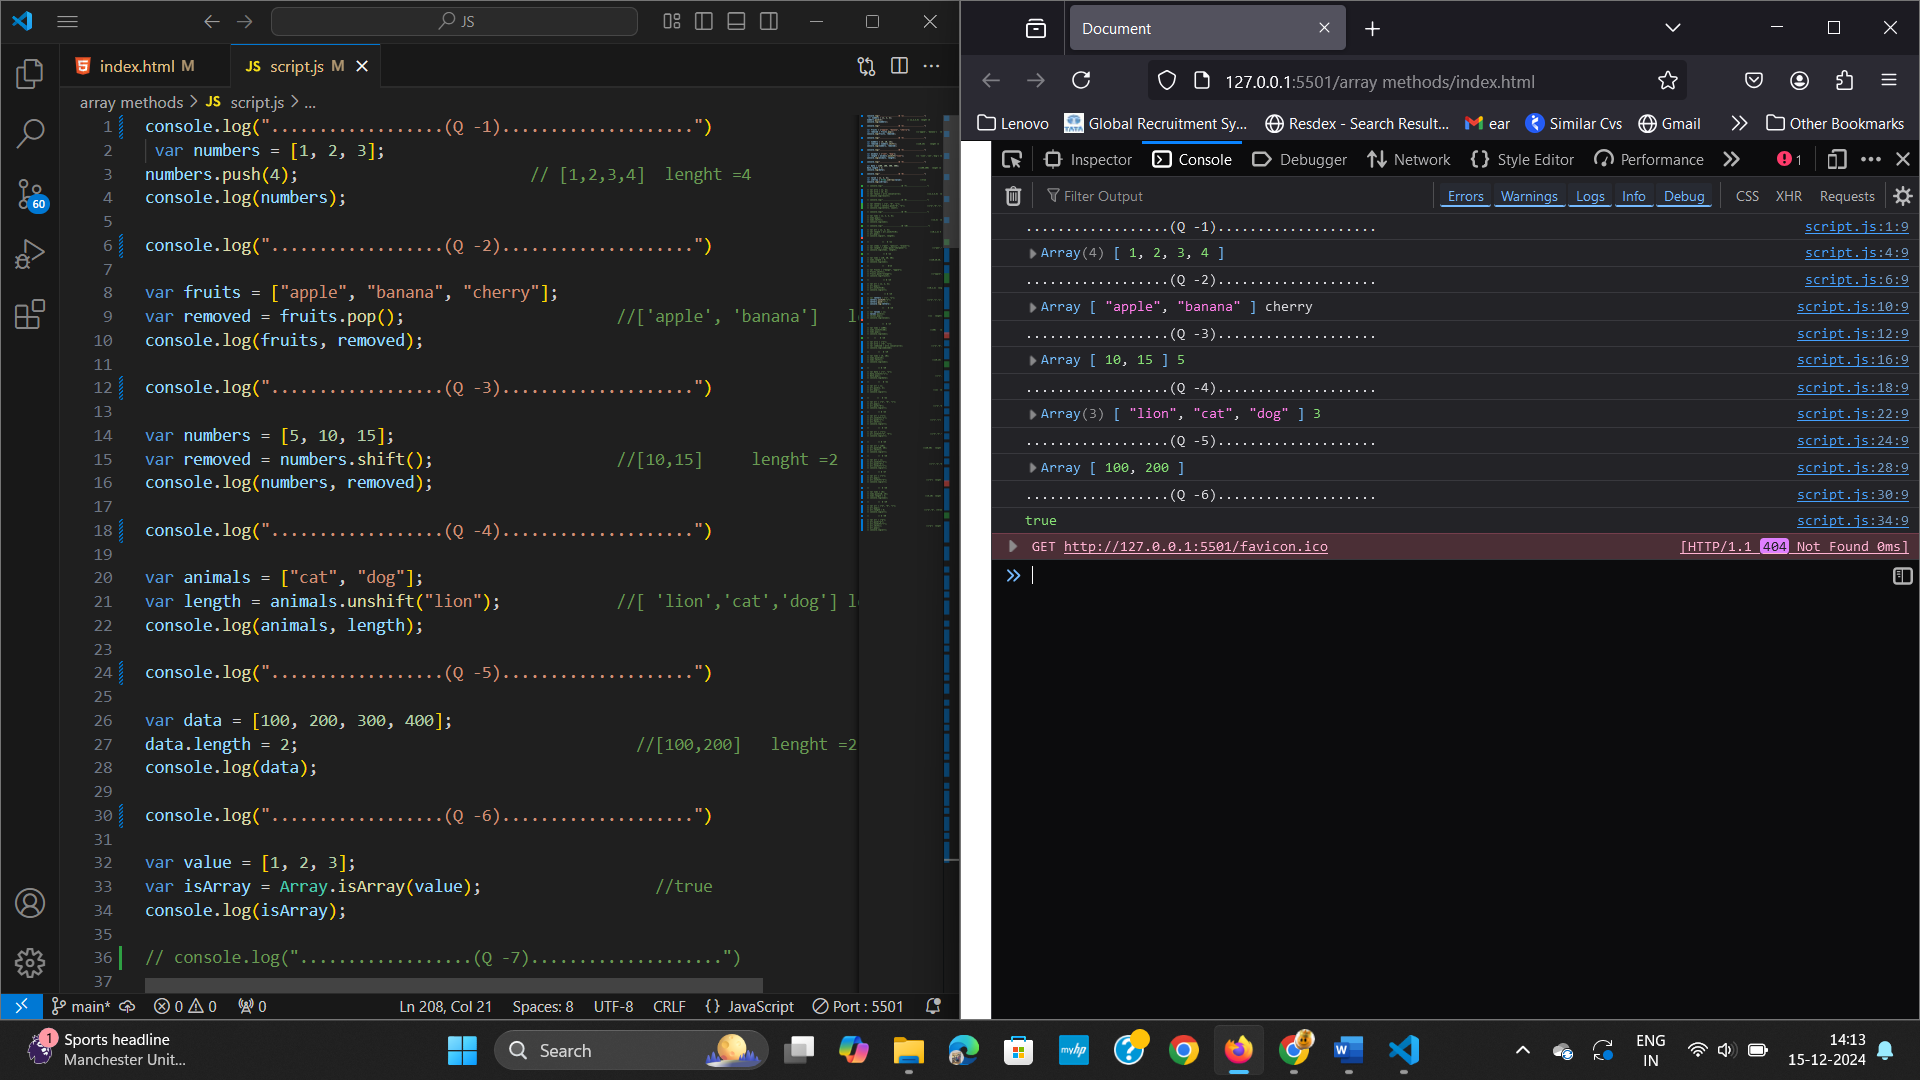 JS
index.html M
JS script.js M
array methods > JS script.js > ...
1 console.log("..................(Q -1)....................")
2 var numbers = [1, 2, 3];
3 numbers.push(4); // [1,2,3,4] lenght =4
4 console.log(numbers);
5
6 console.log("..................(Q -2)....................")
7
8 var fruits = ["apple", "banana", "cherry"];
9 var removed = fruits.pop(); //['apple', 'banana']
10 console.log(fruits, removed);
11
12 console.log("..................(Q -3)....................")
13
14 var numbers = [5, 10, 15];
15 var removed = numbers.shift(); //[10,15] lenght =2
16 console.log(numbers, removed);
17
18 console.log("..................(Q -4)....................")
19
20 var animals = ["cat", "dog"];
21 var length = animals.unshift("lion"); //[ 'lion','cat','dog']
22 console.log(animals, length);
23
24 console.log("..................(Q -5)....................")
25
26 var data = [100, 200, 300, 400];
27 data.length = 2; //[100,200] lenght =2
28 console.log(data);
29
30 console.log("..................(Q -6)....................")
31
32 var value = [1, 2, 3];
33 var isArray = Array.isArray(value); //true
34 console.log(isArray);
35
36 // console.log("..................(Q -7)....................")
37
60
main* 0 0 0 Ln 208, Col 21 Spaces: 8 UTF-8 CRLF {} JavaScript Port : 5501
Document
127.0.0.1:5501/array methods/index.html
Lenovo TATA Global Recruitment Sy... Resdex - Search Result... ear Similar Cvs Gmail Other Bookmarks
Inspector Console Debugger Network Style Editor Performance 1
Filter Output Errors Warnings Logs Info Debug CSS XHR Requests
..................(Q -1).................... script.js:1:9
Array(4) [ 1, 2, 3, 4 ] script.js:4:9
..................(Q -2).................... script.js:6:9
Array [ "apple", "banana" ] cherry script.js:10:9
..................(Q -3).................... script.js:12:9
Array [ 10, 15 ] 5 script.js:16:9
..................(Q -4).................... script.js:18:9
Array(3) [ "lion", "cat", "dog" ] 3 script.js:22:9
..................(Q -5).................... script.js:24:9
Array [ 100, 200 ] script.js:28:9
..................(Q -6).................... script.js:30:9
true script.js:34:9
GET http://127.0.0.1:5501/favicon.ico [HTTP/1.1 404 Not Found 0ms]
1 Sports headline
Manchester Unit...
Search
myhp
ENG
IN
14:13
15-12-2024